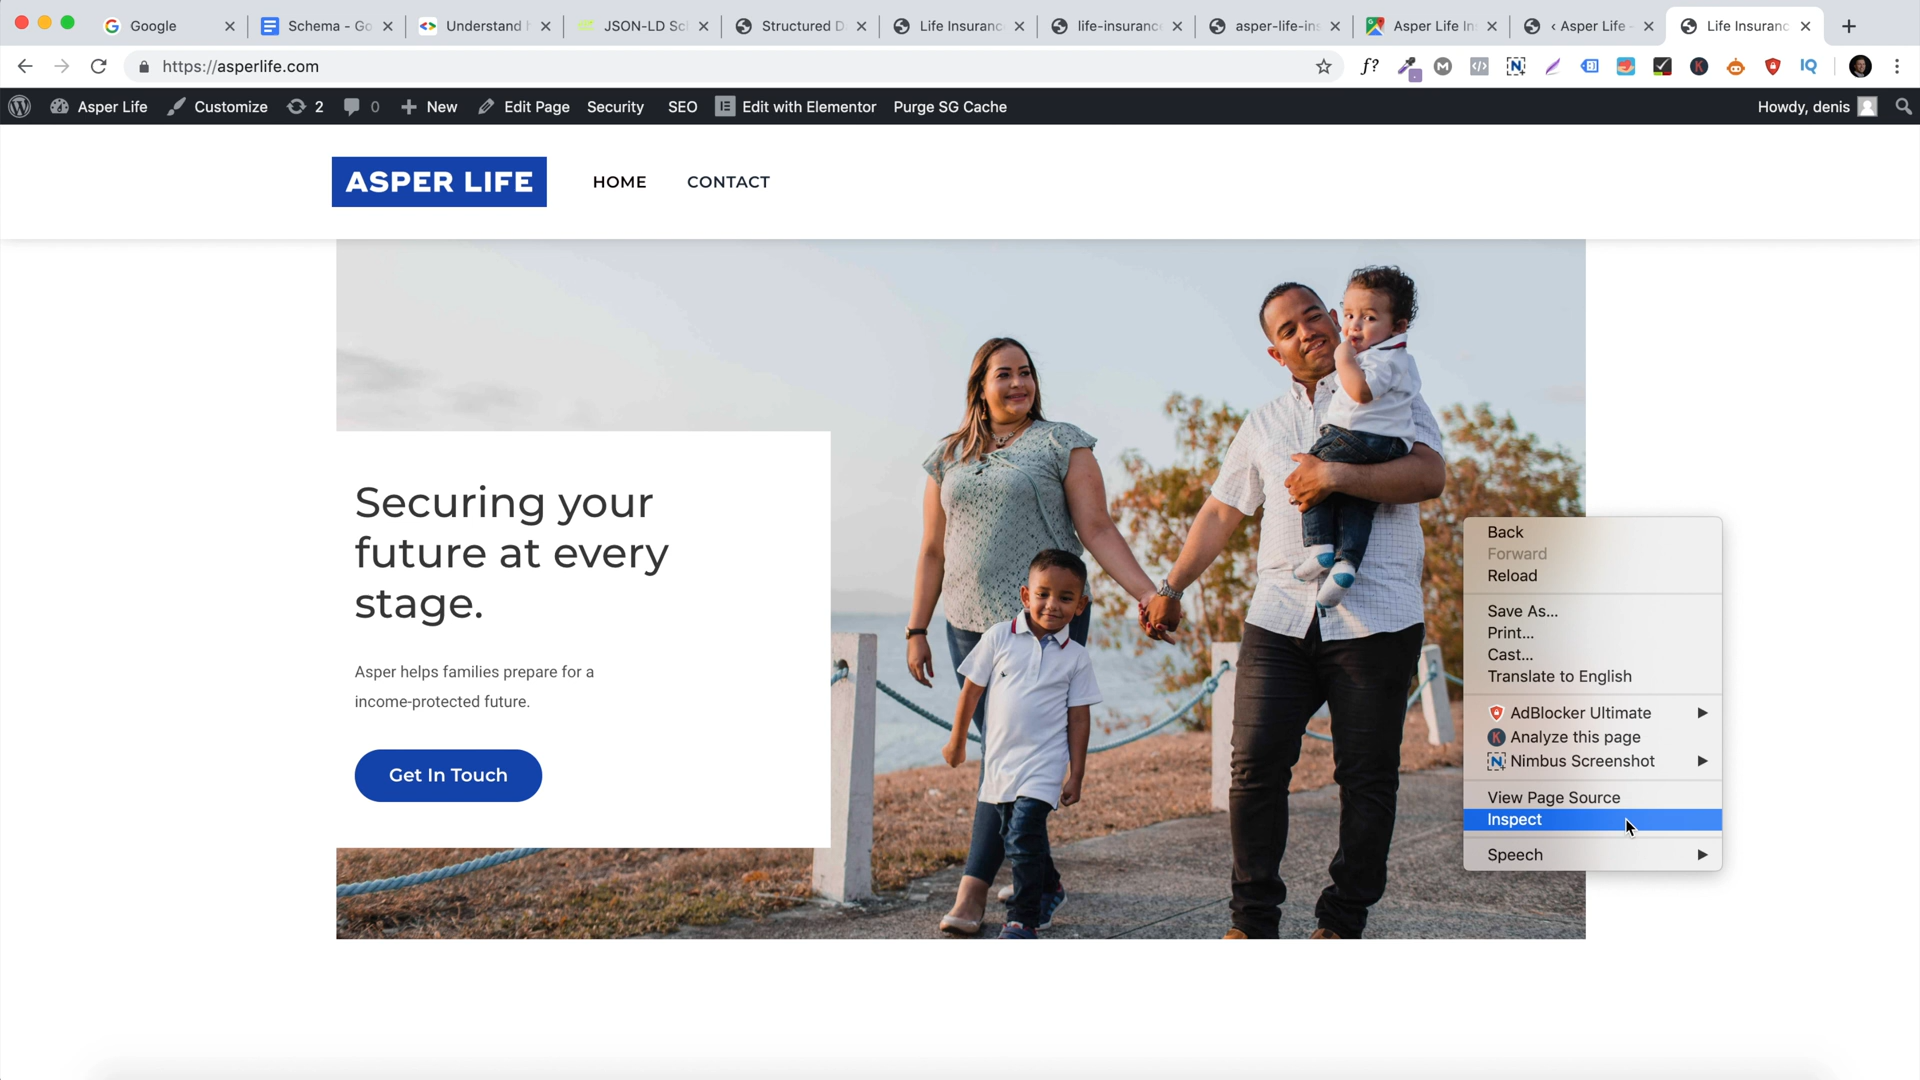 Google
Schema - Go
Understand h
JSON-LD Sc
Structured D
Life Insuranc
life-insurance
asper-life-ins
Asper Life In
‹ Asper Life -
Life Insuranc
https://asperlife.com
f?
M
K
IQ
Asper Life
Customize
2
0
New
Edit Page
Security
SEO
Edit with Elementor
Purge SG Cache
Howdy, denis
ASPER LIFE
HOME
CONTACT
Securing your
future at every
stage.
Asper helps families prepare for a
income-protected future.
Get In Touch
Back
Forward
Reload
Save As...
Print...
Cast...
Translate to English
AdBlocker Ultimate
Analyze this page
Nimbus Screenshot
View Page Source
Inspect
Speech